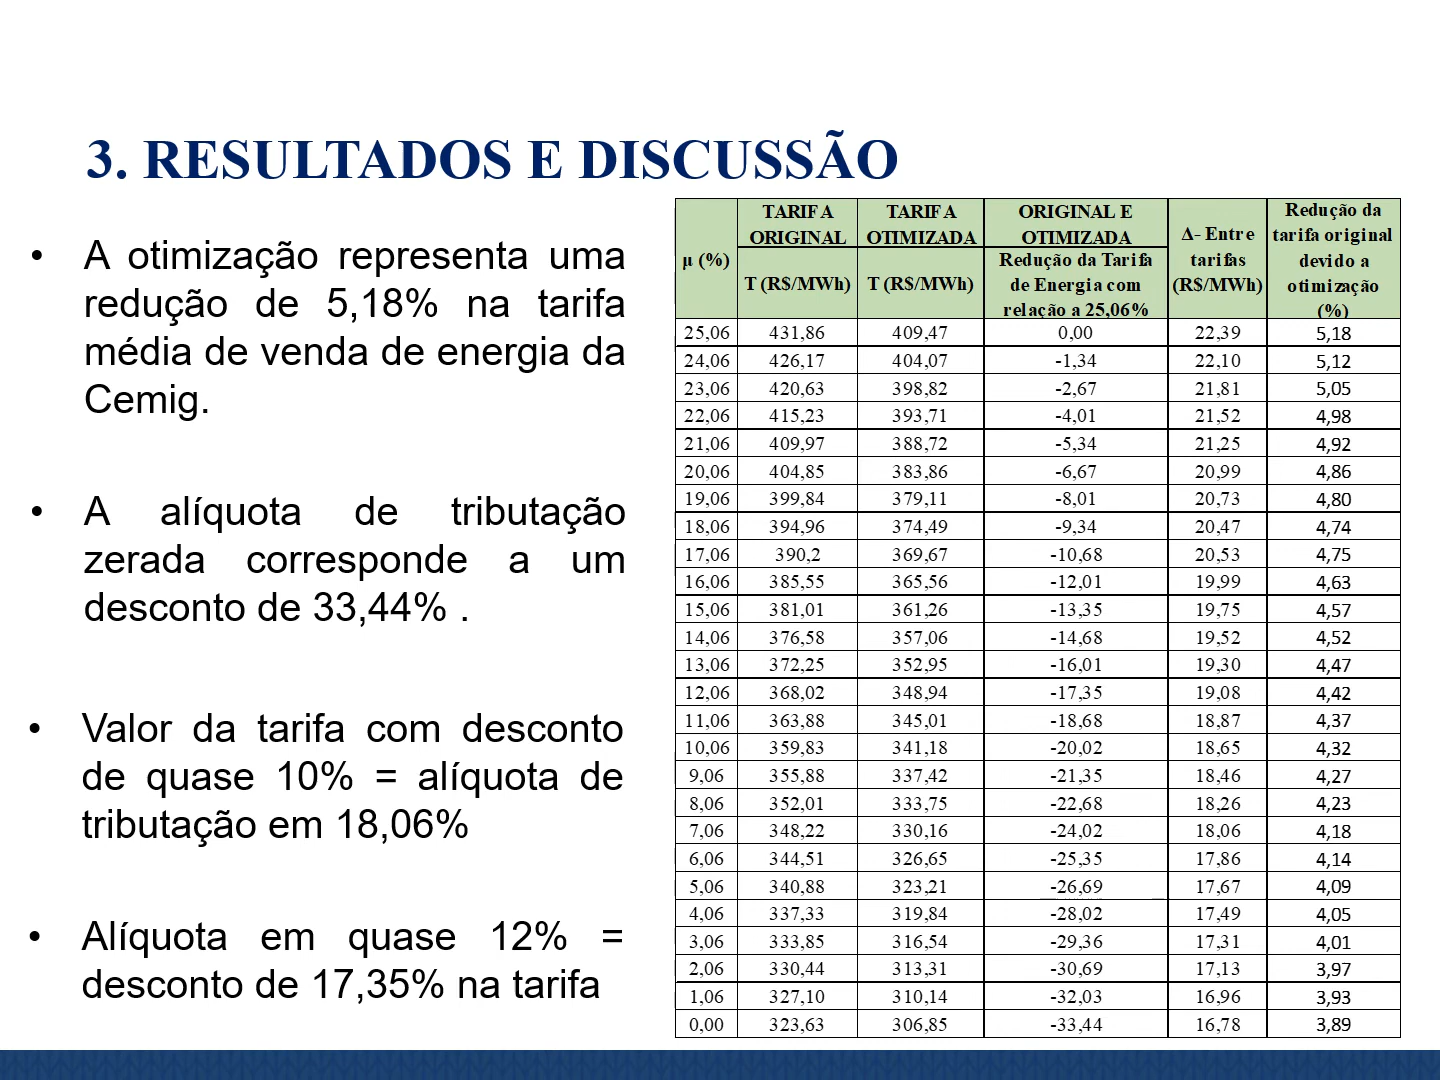 3. RESULTADOS E DISCUSSÃO
• A otimização representa uma
redução de 5,18% na tarifa
média de venda de energia da
Cemig.
• A alíquota de tributação
zerada corresponde a um
desconto de 33,44% .
• Valor da tarifa com desconto
de quase 10% = alíquota de
tributação em 18,06%
• Alíquota em quase 12% =
desconto de 17,35% na tarifa
µ (%)
TARIFA
ORIGINAL
T (R$/MWh)
TARIFA
OTIMIZADA
T (R$/MWh)
ORIGINAL E
OTIMIZADA
Redução da Tarifa
de Energia com
relação a 25,06%
Δ- Entre
tarifas
(R$/MWh)
Redução da
tarifa original
devido a
otimização
(%)
25,06 431,86 409,47 0,00 22,39 5,18
24,06 426,17 404,07 -1,34 22,10 5,12
23,06 420,63 398,82 -2,67 21,81 5,05
22,06 415,23 393,71 -4,01 21,52 4,98
21,06 409,97 388,72 -5,34 21,25 4,92
20,06 404,85 383,86 -6,67 20,99 4,86
19,06 399,84 379,11 -8,01 20,73 4,80
18,06 394,96 374,49 -9,34 20,47 4,74
17,06 390,2 369,67 -10,68 20,53 4,75
16,06 385,55 365,56 -12,01 19,99 4,63
15,06 381,01 361,26 -13,35 19,75 4,57
14,06 376,58 357,06 -14,68 19,52 4,52
13,06 372,25 352,95 -16,01 19,30 4,47
12,06 368,02 348,94 -17,35 19,08 4,42
11,06 363,88 345,01 -18,68 18,87 4,37
10,06 359,83 341,18 -20,02 18,65 4,32
9,06 355,88 337,42 -21,35 18,46 4,27
8,06 352,01 333,75 -22,68 18,26 4,23
7,06 348,22 330,16 -24,02 18,06 4,18
6,06 344,51 326,65 -25,35 17,86 4,14
5,06 340,88 323,21 -26,69 17,67 4,09
4,06 337,33 319,84 -28,02 17,49 4,05
3,06 333,85 316,54 -29,36 17,31 4,01
2,06 330,44 313,31 -30,69 17,13 3,97
1,06 327,10 310,14 -32,03 16,96 3,93
0,00 323,63 306,85 -33,44 16,78 3,89